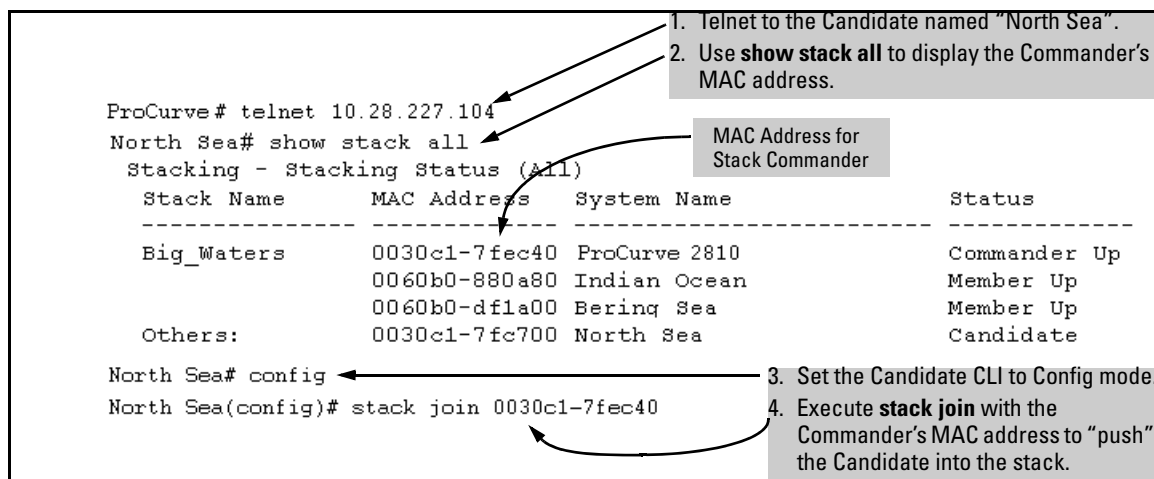 1. Telnet to the Candidate named “North Sea”.
2. Use show stack all to display the Commander’s
MAC address.
ProCurve# telnet 10.28.227.104
North Sea# show stack all
MAC Address for
Stack Commander
Stacking - Stacking Status (All)
Stack Name MAC Address System Name Status
--------------- ------------- ------------------------- -------------
Big_Waters 0030c1-7fec40 ProCurve 2810 Commander Up
0060b0-880a80 Indian Ocean Member Up
0060b0-df1a00 Bering Sea Member Up
Others: 0030c1-7fc700 North Sea Candidate
North Sea# config
3. Set the Candidate CLI to Config mode.
North Sea(config)# stack join 0030c1-7fec40
4. Execute stack join with the
Commander’s MAC address to “push”
the Candidate into the stack.